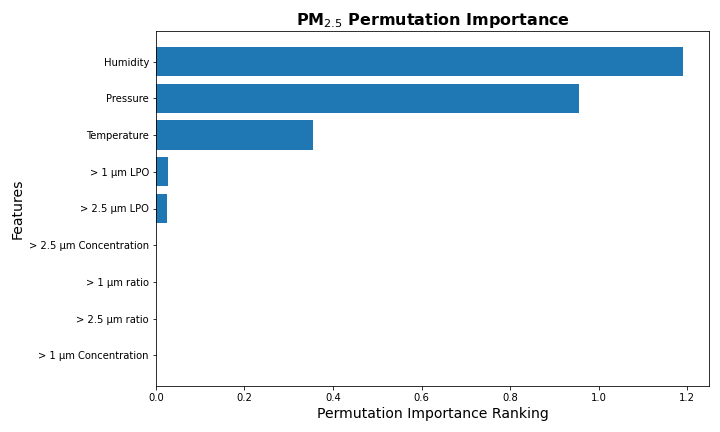 PM2.5 Permutation Importance
Humidity
Pressure
Temperature
> 1 μm LPO
> 2.5 μm LPO
> 2.5 μm Concentration
> 1 μm ratio
> 2.5 μm ratio
> 1 μm Concentration
Features
0.0 0.2 0.4 0.6 0.8 1.0 1.2
Permutation Importance Ranking